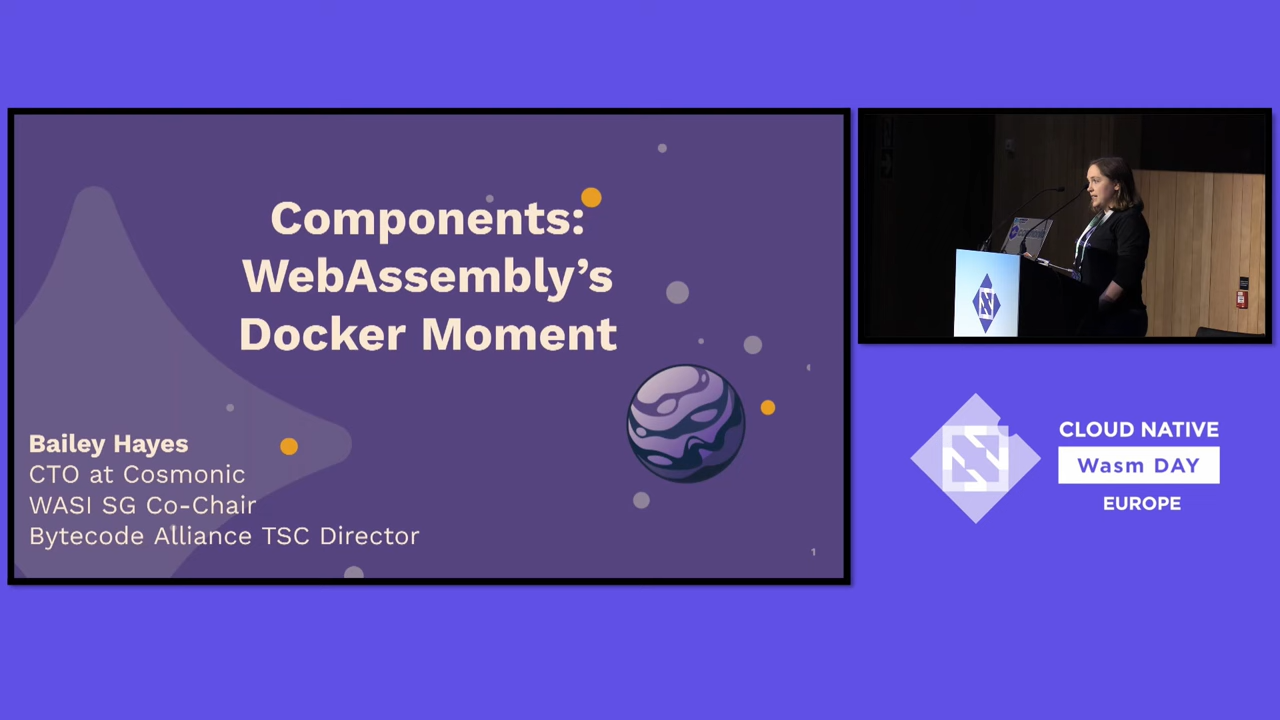 Components:
WebAssembly’s
Docker Moment
Bailey Hayes
CTO at Cosmonic
WASI SG Co-Chair
Bytecode Alliance TSC Director
1
CLOUD NATIVE
Wasm DAY
EUROPE